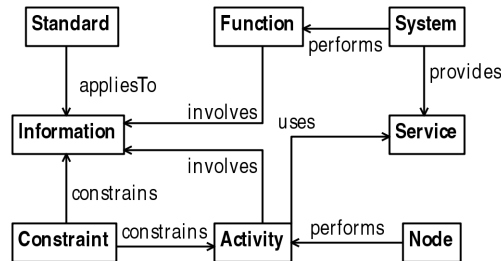 Standard Function System
performs
provides
appliesTo
involves
uses
Information Service
involves
constrains
constrains performs
Constraint Activity Node